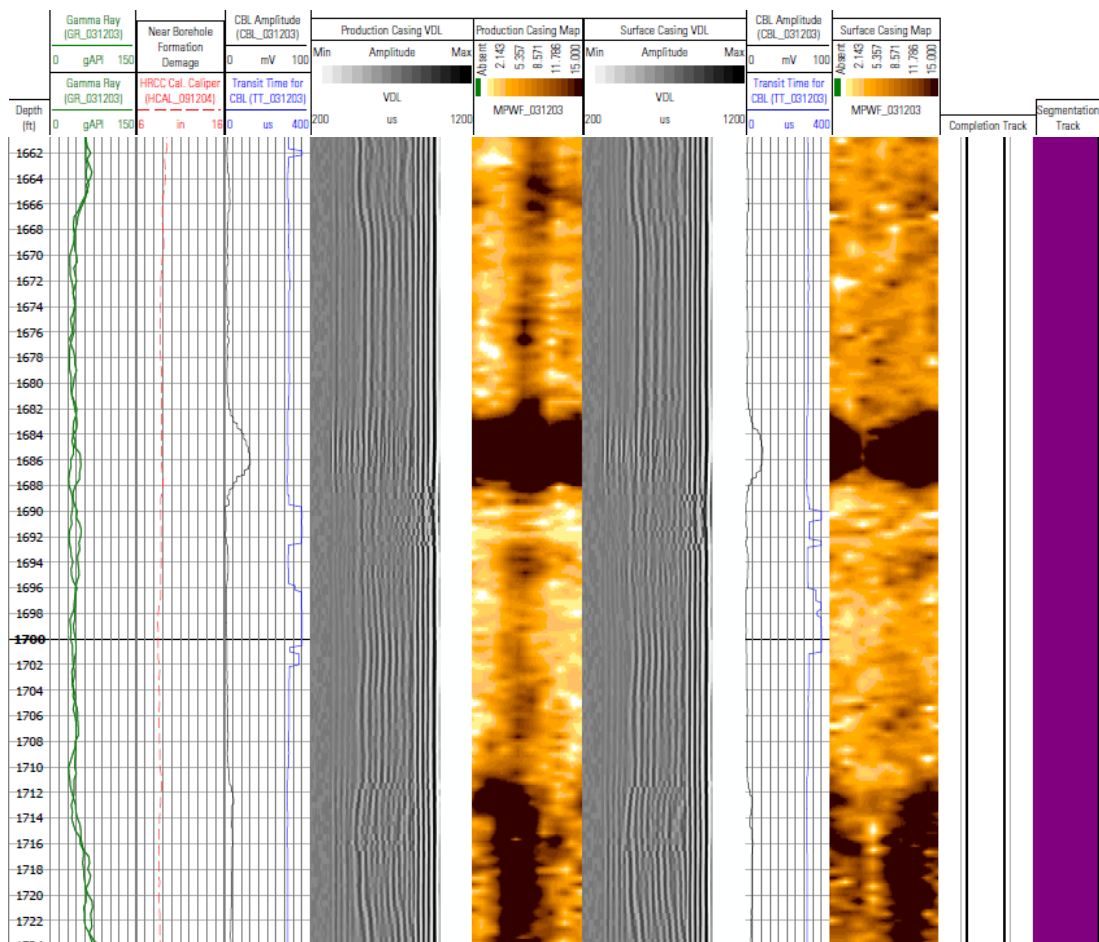 Gamma Ray
(GR_031203)
0 gAPI 150
Gamma Ray
(GR_031203)
0 gAPI 150
Depth
(ft)
Near Borehole
Formation
Demage
HRCC Cal. Caliper
(HCAL_091204)
6 in 16
CBL Amplitude
(CBL_031203)
0 mV 100
Transit Time for
CBL (TT_031203)
0 us 400
Production Casing VDL
Min Amplitude Max
VDL
200 us 1200
Production Casing Map
Absent 2.143 5.357 8.571 11.786 15.000
MPWF_031203
Surface Casing VDL
Min Amplitude Max
VDL
200 us 1200
CBL Amplitude
(CBL_031203)
0 mV 100
Transit Time for
CBL (TT_031203)
0 us 400
Surface Casing Map
Absent 2.143 5.357 8.571 11.786 15.000
MPWF_031203
Completion Track
Segmentation
Track
1662
1664
1666
1668
1670
1672
1674
1676
1678
1680
1682
1684
1686
1688
1690
1692
1694
1696
1698
1700
1702
1704
1706
1708
1710
1712
1714
1716
1718
1720
1722